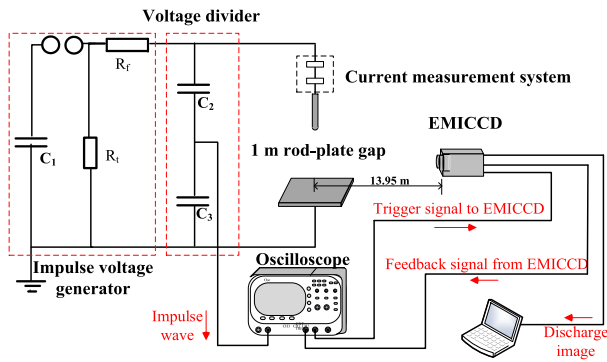 Voltage divider
Rf
C2
Current measurement system
C1
Rt
1 m rod-plate gap
EMICCD
13.95 m
C3
Trigger signal to EMICCD
Impulse voltage
generator
Oscilloscope
Feedback signal from EMICCD
Impulse
wave
Discharge
image